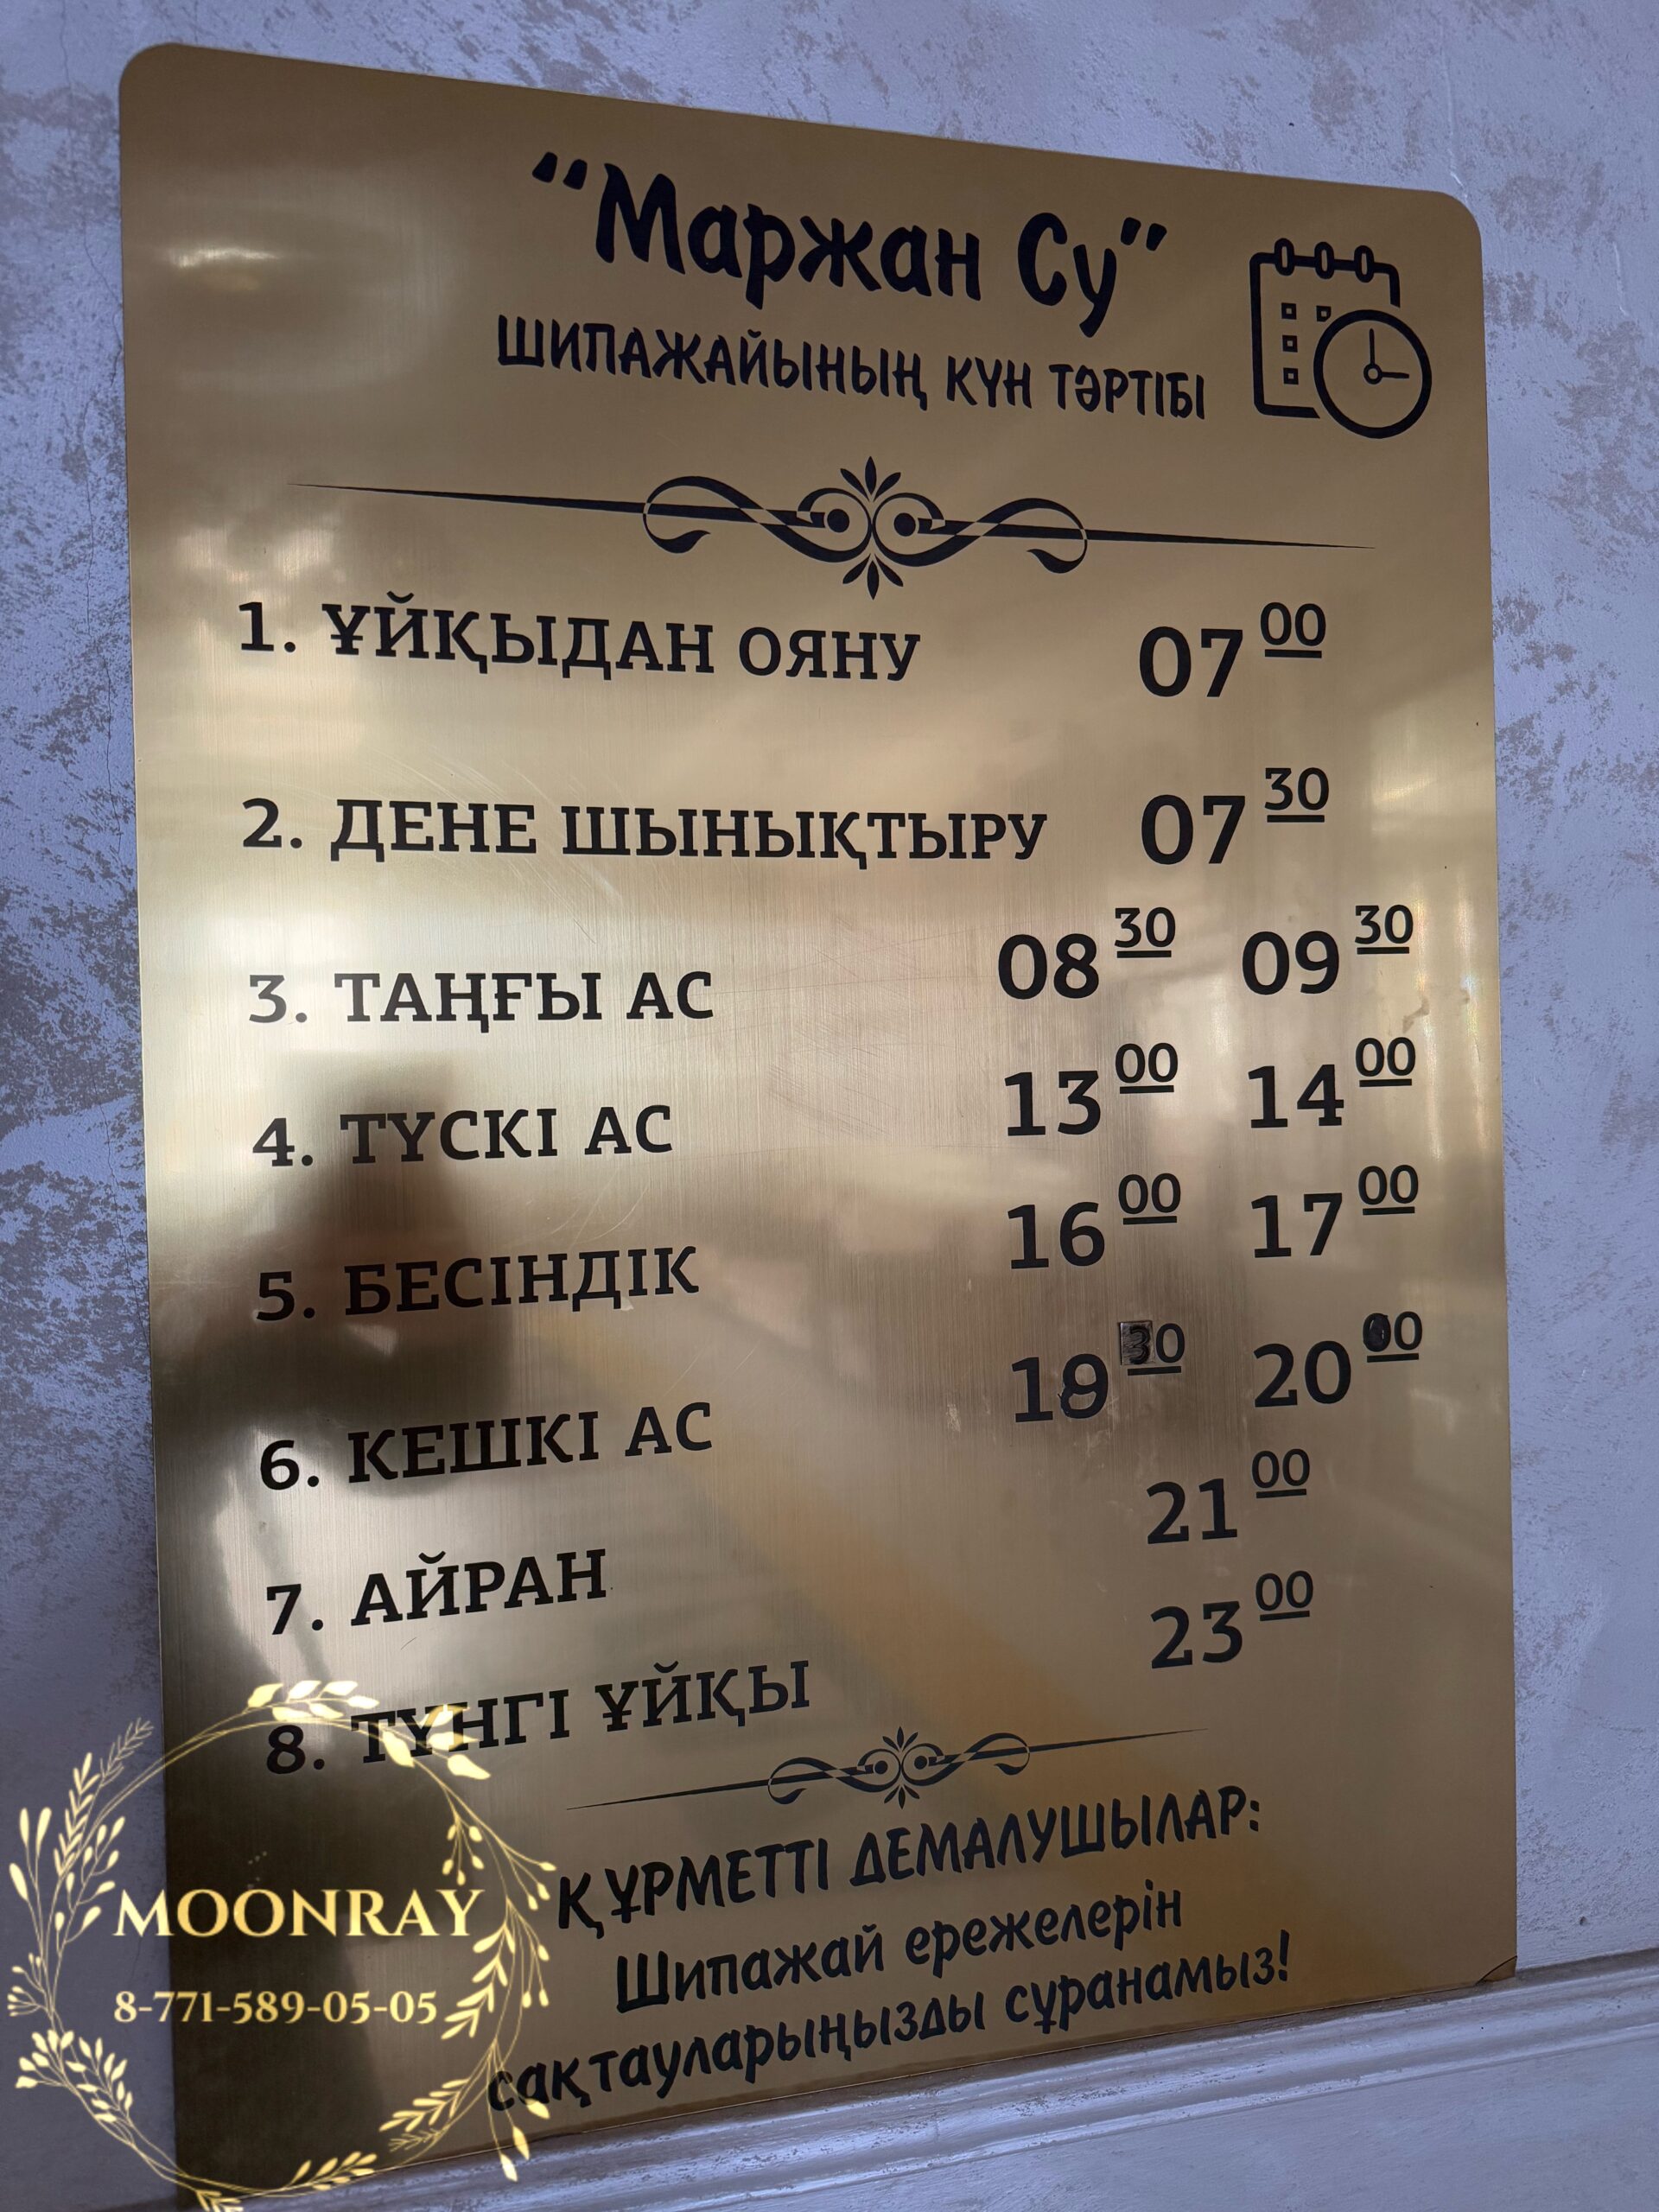 “Маржан Су”
ШИПАЖАЙЫНЫҢ КҮН ТӘРТІБІ
1. ҰЙҚЫДАН ОЯНУ 07 00
2. ДЕНЕ ШЫНЫҚТЫРУ 07 30
3. ТАҢҒЫ АС 08 30 09 30
4. ТҮСКІ АС 13 00 14 00
5. БЕСІНДІК 16 00 17 00
6. КЕШКІ АС 30 20 00
7. АЙРАН 21 00
8. ТҮНГІ ҰЙҚЫ 23 00
ҚҰРМЕТТІ ДЕМАЛУШЫЛАР:
Шипажай ережелерін
сақтауларыңызды сұранамыз!
MOONRAY
8-771-589-05-05